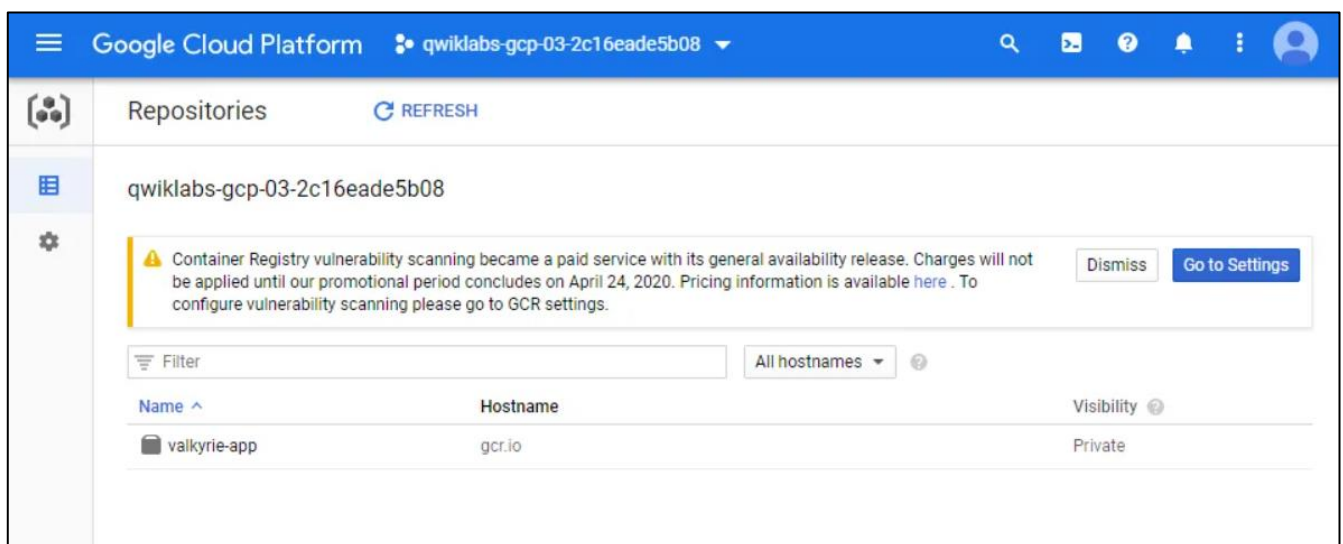 Google Cloud Platform qwiklabs-gcp-03-2c16eade5b08
Repositories REFRESH
qwiklabs-gcp-03-2c16eade5b08
Container Registry vulnerability scanning became a paid service with its general availability release. Charges will not
be applied until our promotional period concludes on April 24, 2020. Pricing information is available here . To
configure vulnerability scanning please go to GCR settings.
Dismiss Go to Settings
Filter All hostnames
Name Hostname Visibility
valkyrie-app gcr.io Private